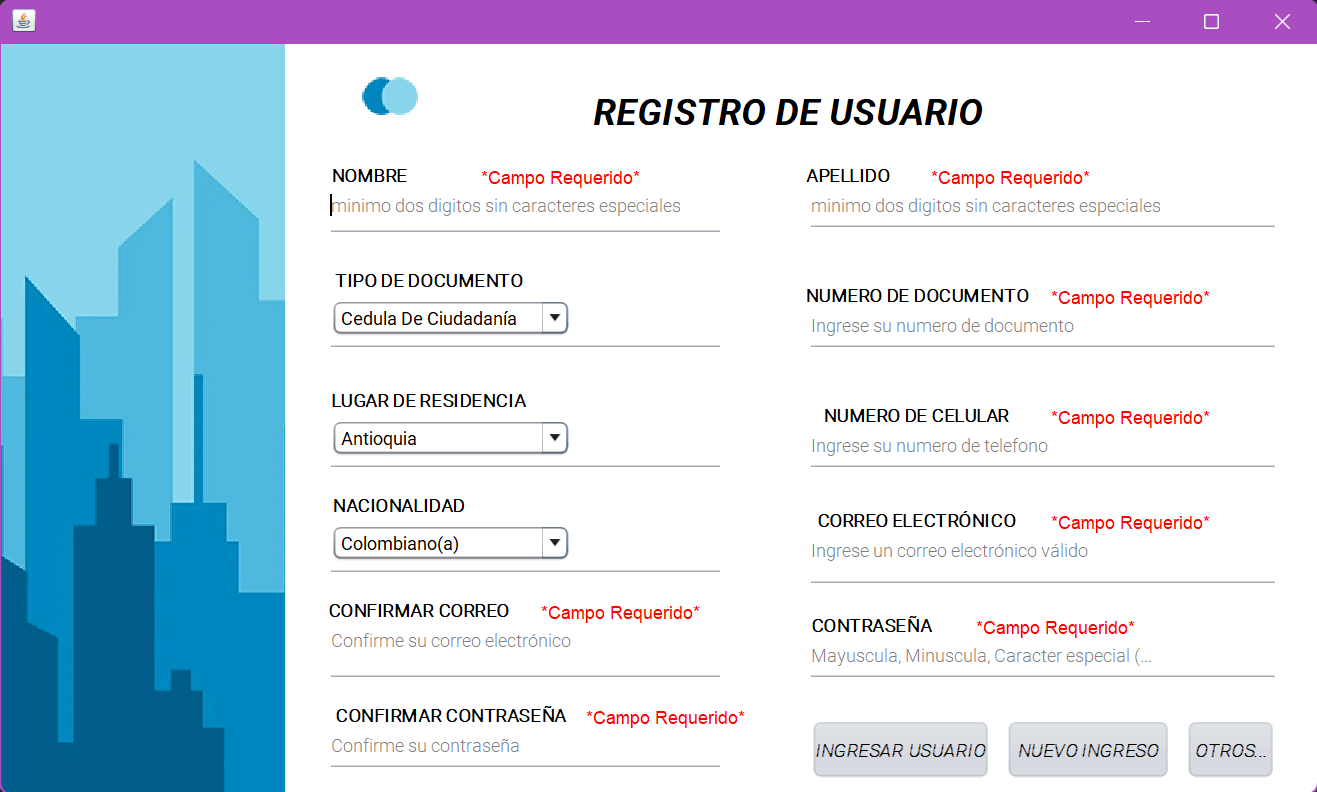 REGISTRO DE USUARIO
NOMBRE *Campo Requerido*
minimo dos digitos sin caracteres especiales
APELLIDO *Campo Requerido*
minimo dos digitos sin caracteres especiales
TIPO DE DOCUMENTO
Cedula De Ciudadanía
NUMERO DE DOCUMENTO *Campo Requerido*
Ingrese su numero de documento
LUGAR DE RESIDENCIA
Antioquia
NUMERO DE CELULAR *Campo Requerido*
Ingrese su numero de telefono
NACIONALIDAD
Colombiano(a)
CORREO ELECTRÓNICO *Campo Requerido*
Ingrese un correo electrónico válido
CONFIRMAR CORREO *Campo Requerido*
Confirme su correo electrónico
CONTRASEÑA *Campo Requerido*
Mayuscula, Minuscula, Caracter especial (...
CONFIRMAR CONTRASEÑA *Campo Requerido*
Confirme su contraseña
INGRESAR USUARIO
NUEVO INGRESO
OTROS...